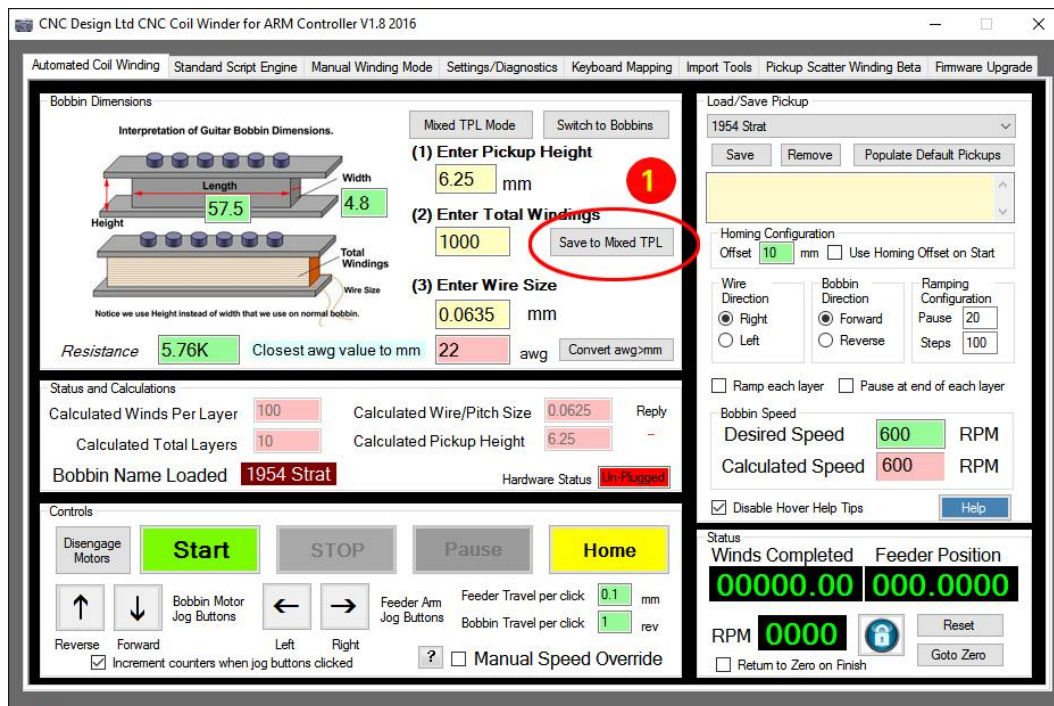 CNC Design Ltd CNC Coil Winder for ARM Controller V1.8 2016
Automated Coil Winding Standard Script Engine Manual Winding Mode Settings/Diagnostics Keyboard Mapping Import Tools Pickup Scatter Winding Beta Firmware Upgrade
Bobbin Dimensions
Interpretation of Guitar Bobbin Dimensions.
Length
57.5
Width
4.8
Height
Total
Windings
Wire Size
Notice we use Height instead of width that we use on normal bobbin.
Mixed TPL Mode Switch to Bobbins
(1) Enter Pickup Height
6.25 mm
1
(2) Enter Total Windings
1000 Save to Mixed TPL
(3) Enter Wire Size
0.0635 mm
Resistance 5.76K Closest awg value to mm 22 awg Convert awg>mm
Status and Calculations
Calculated Winds Per Layer 100 Calculated Wire/Pitch Size 0.0625 Reply
Calculated Total Layers 10 Calculated Pickup Height 6.25 --
Bobbin Name Loaded 1954 Strat Hardware Status Un-Plugged
Controls
Disengage
Motors
Start STOP Pause Home
↑ ↓ Bobbin Motor
Jog Buttons
← → Feeder Arm
Jog Buttons
Feeder Travel per click 0.1 mm
Bobbin Travel per click 1 rev
Reverse Forward Left Right
Increment counters when jog buttons clicked ? Manual Speed Override
Load/Save Pickup
1954 Strat
Save Remove Populate Default Pickups
Homing Configuration
Offset 10 mm Use Homing Offset on Start
Wire
Direction
Right
Left
Bobbin
Direction
Forward
Reverse
Ramping
Configuration
Pause 20
Steps 100
Ramp each layer Pause at end of each layer
Bobbin Speed
Desired Speed 600 RPM
Calculated Speed 600 RPM
Disable Hover Help Tips Help
Status
Winds Completed Feeder Position
00000.00 000.0000
RPM 0000 Reset
Goto Zero
Return to Zero on Finish